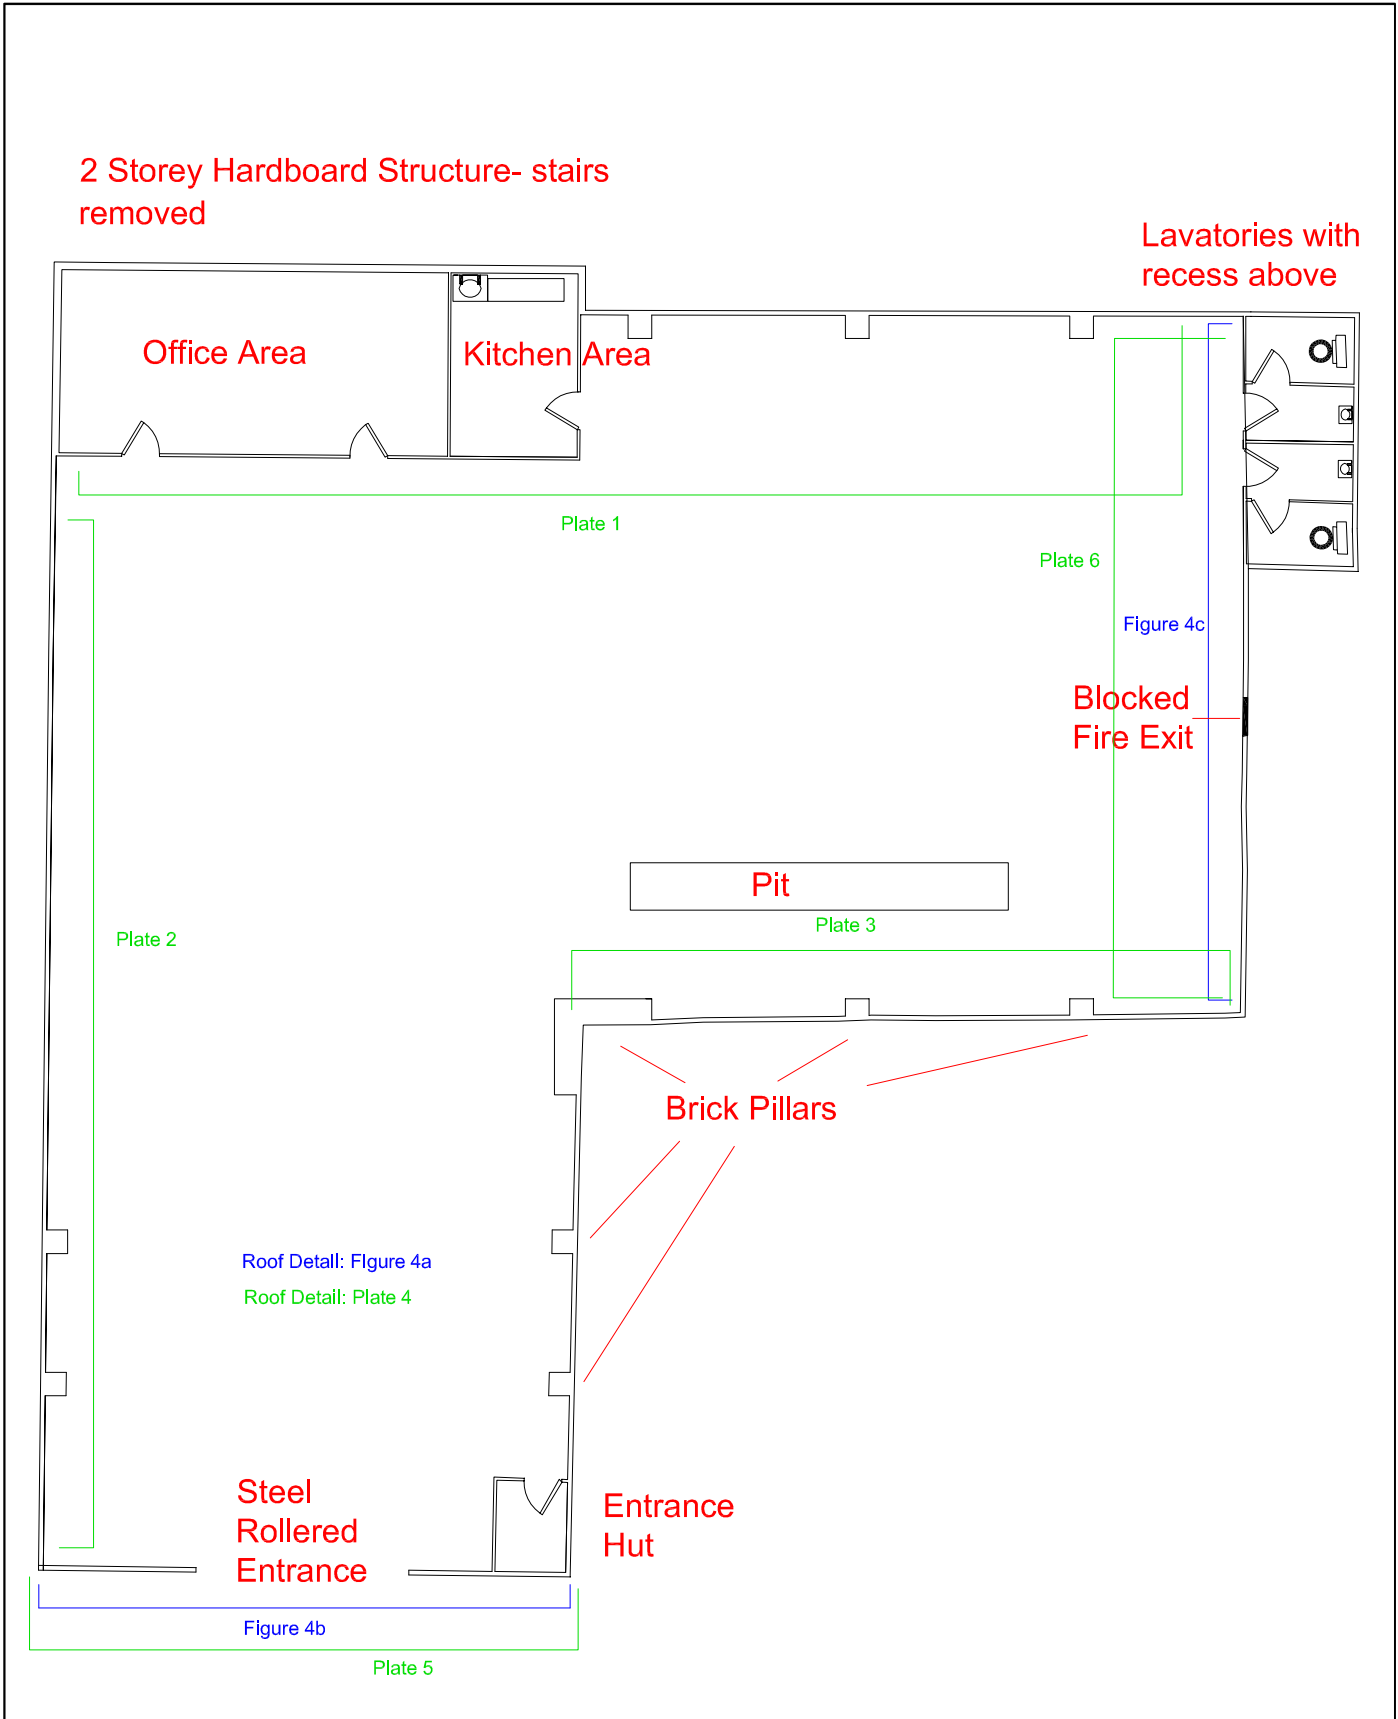 2 Storey Hardboard Structure- stairs
removed
Lavatories with
recess above
Office Area
Kitchen Area
Plate 1
Plate 6
Figure 4c
Blocked
Fire Exit
Pit
Plate 3
Plate 2
Brick Pillars
Roof Detail: Figure 4a
Roof Detail: Plate 4
Steel
Rollered
Entrance
Entrance
Hut
Figure 4b
Plate 5